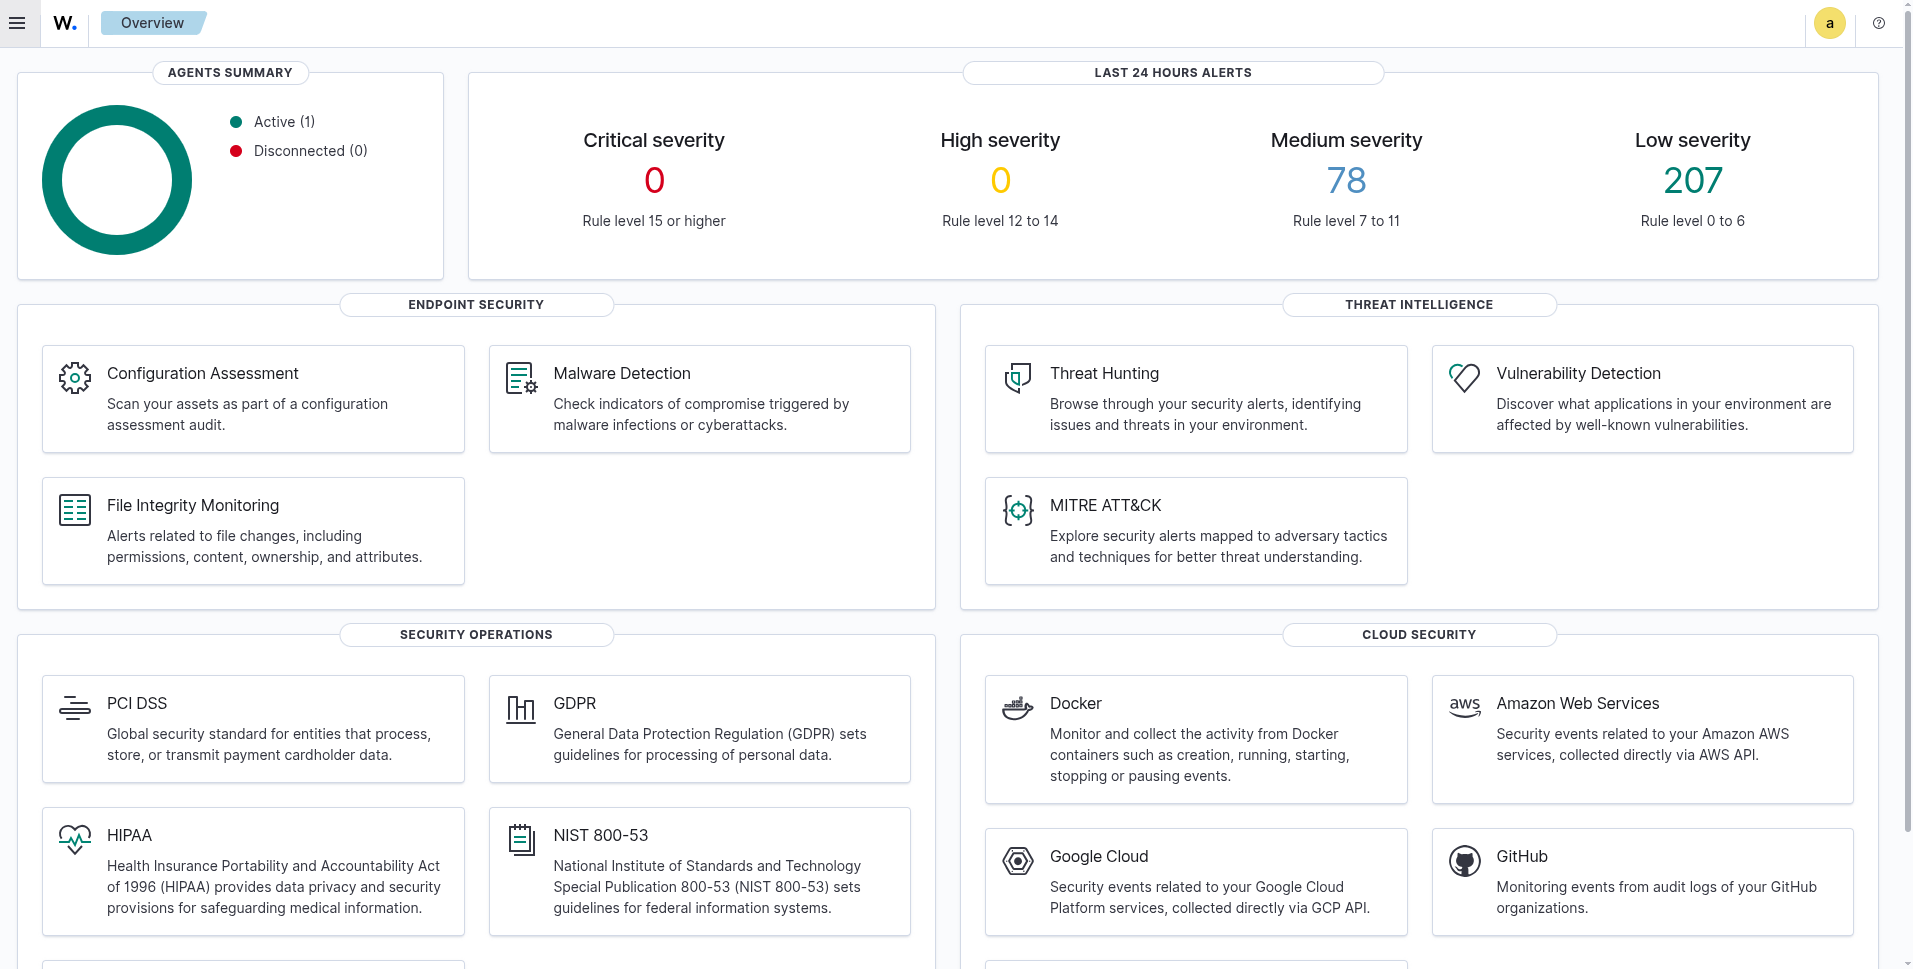 W.
Overview
a
AGENTS SUMMARY
Active (1)
Disconnected (0)
LAST 24 HOURS ALERTS
Critical severity
0
Rule level 15 or higher
High severity
0
Rule level 12 to 14
Medium severity
78
Rule level 7 to 11
Low severity
207
Rule level 0 to 6
ENDPOINT SECURITY
Configuration Assessment
Scan your assets as part of a configuration
assessment audit.
Malware Detection
Check indicators of compromise triggered by
malware infections or cyberattacks.
File Integrity Monitoring
Alerts related to file changes, including
permissions, content, ownership, and attributes.
THREAT INTELLIGENCE
Threat Hunting
Browse through your security alerts, identifying
issues and threats in your environment.
Vulnerability Detection
Discover what applications in your environment are
affected by well-known vulnerabilities.
MITRE ATT&CK
Explore security alerts mapped to adversary tactics
and techniques for better threat understanding.
SECURITY OPERATIONS
PCI DSS
Global security standard for entities that process,
store, or transmit payment cardholder data.
GDPR
General Data Protection Regulation (GDPR) sets
guidelines for processing of personal data.
HIPAA
Health Insurance Portability and Accountability Act
of 1996 (HIPAA) provides data privacy and security
provisions for safeguarding medical information.
NIST 800-53
National Institute of Standards and Technology
Special Publication 800-53 (NIST 800-53) sets
guidelines for federal information systems.
CLOUD SECURITY
Docker
Monitor and collect the activity from Docker
containers such as creation, running, starting,
stopping or pausing events.
aws
Amazon Web Services
Security events related to your Amazon AWS
services, collected directly via AWS API.
Google Cloud
Security events related to your Google Cloud
Platform services, collected directly via GCP API.
GitHub
Monitoring events from audit logs of your GitHub
organizations.